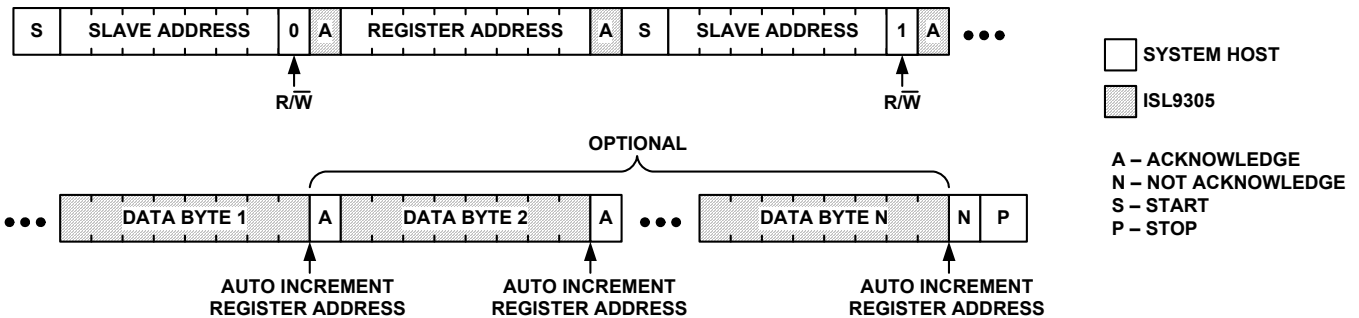 S SLAVE ADDRESS 0 A REGISTER ADDRESS A S SLAVE ADDRESS 1 A •••
R/W̅ R/W̅
SYSTEM HOST
ISL9305
A – ACKNOWLEDGE
N – NOT ACKNOWLEDGE
S – START
P – STOP
OPTIONAL
••• DATA BYTE 1 A DATA BYTE 2 A ••• DATA BYTE N N P
AUTO INCREMENT
REGISTER ADDRESS
AUTO INCREMENT
REGISTER ADDRESS
AUTO INCREMENT
REGISTER ADDRESS